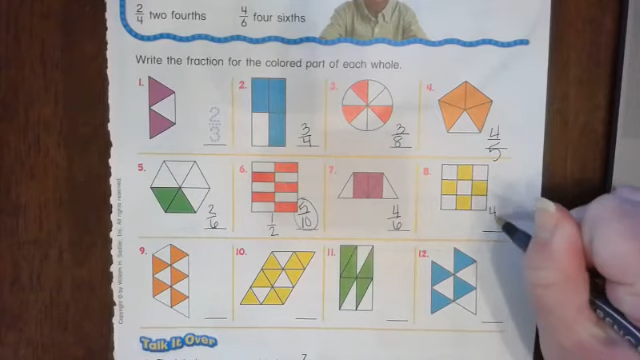 2/4 two fourths 4/6 four sixths
Write the fraction for the colored part of each whole.
1. 2/3 2. 3/4 3. 3/8 4. 4/5
5. 2/6 6. 1/2 5/10 7. 4/6 8. 4
9. 10. 11. 12.
Talk It Over